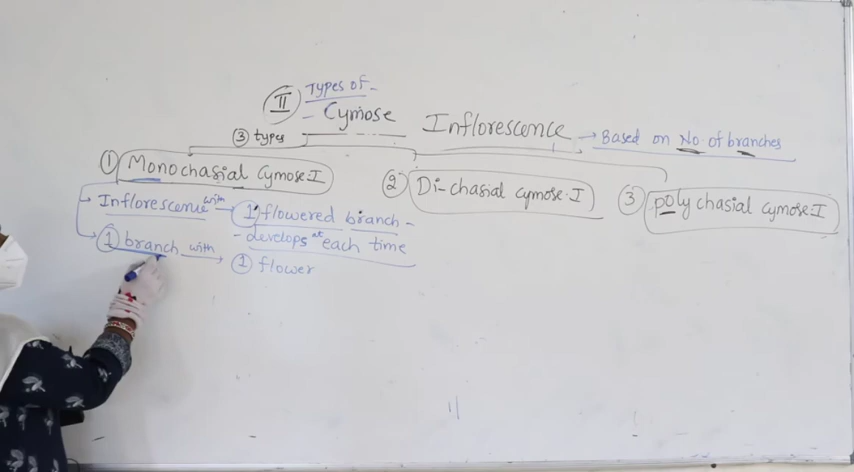 II Types of -
- Cymose Inflorescence → Based on No. of branches
③ types
① Monochasial Cymose.I
② Di-chasial cymose.I
③ poly chasial cymose.I
→ Inflorescence with → 1 flowered branch -
- develops at each time
→ ① branch with → ① flower